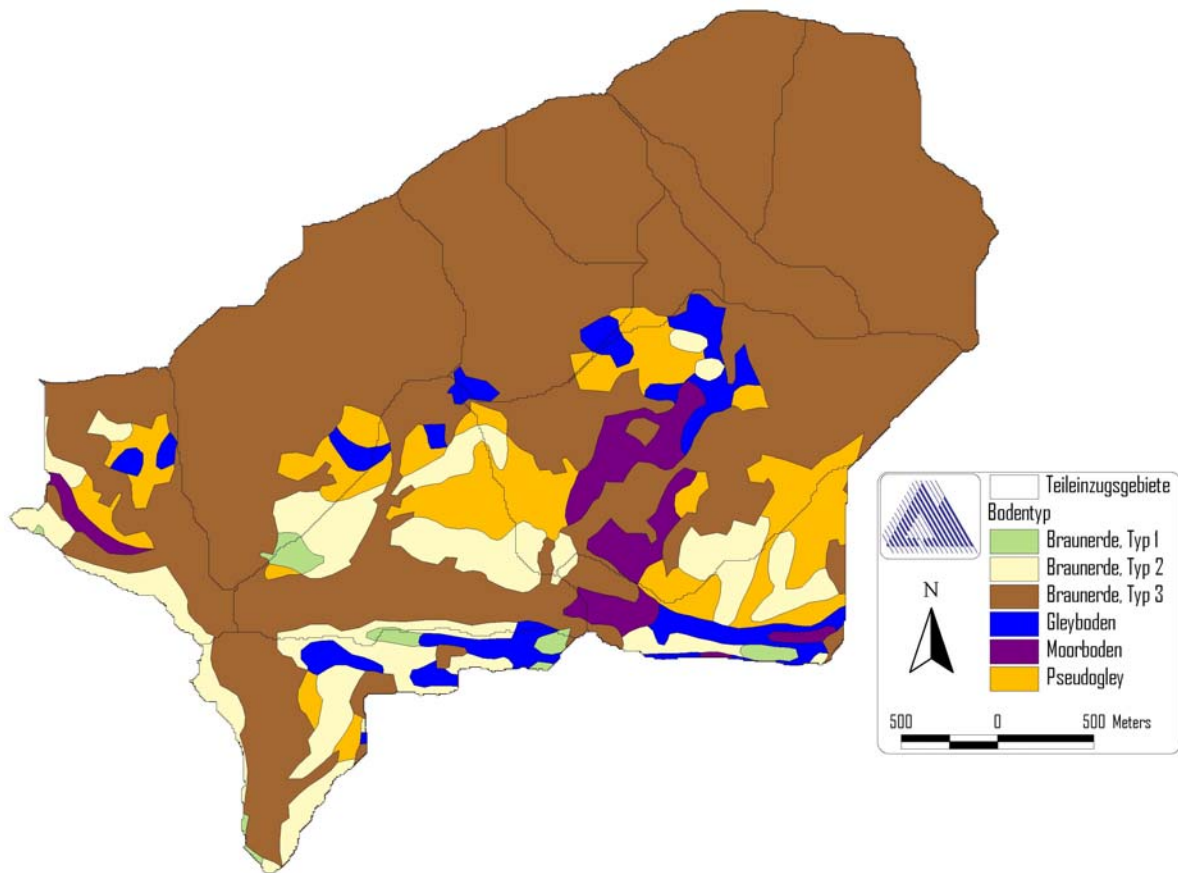 Teileinzugsgebiete
Bodentyp
Braunerde, Typ 1
Braunerde, Typ 2
Braunerde, Typ 3
Gleyboden
Moorboden
Pseudogley
N
500 0 500 Meters